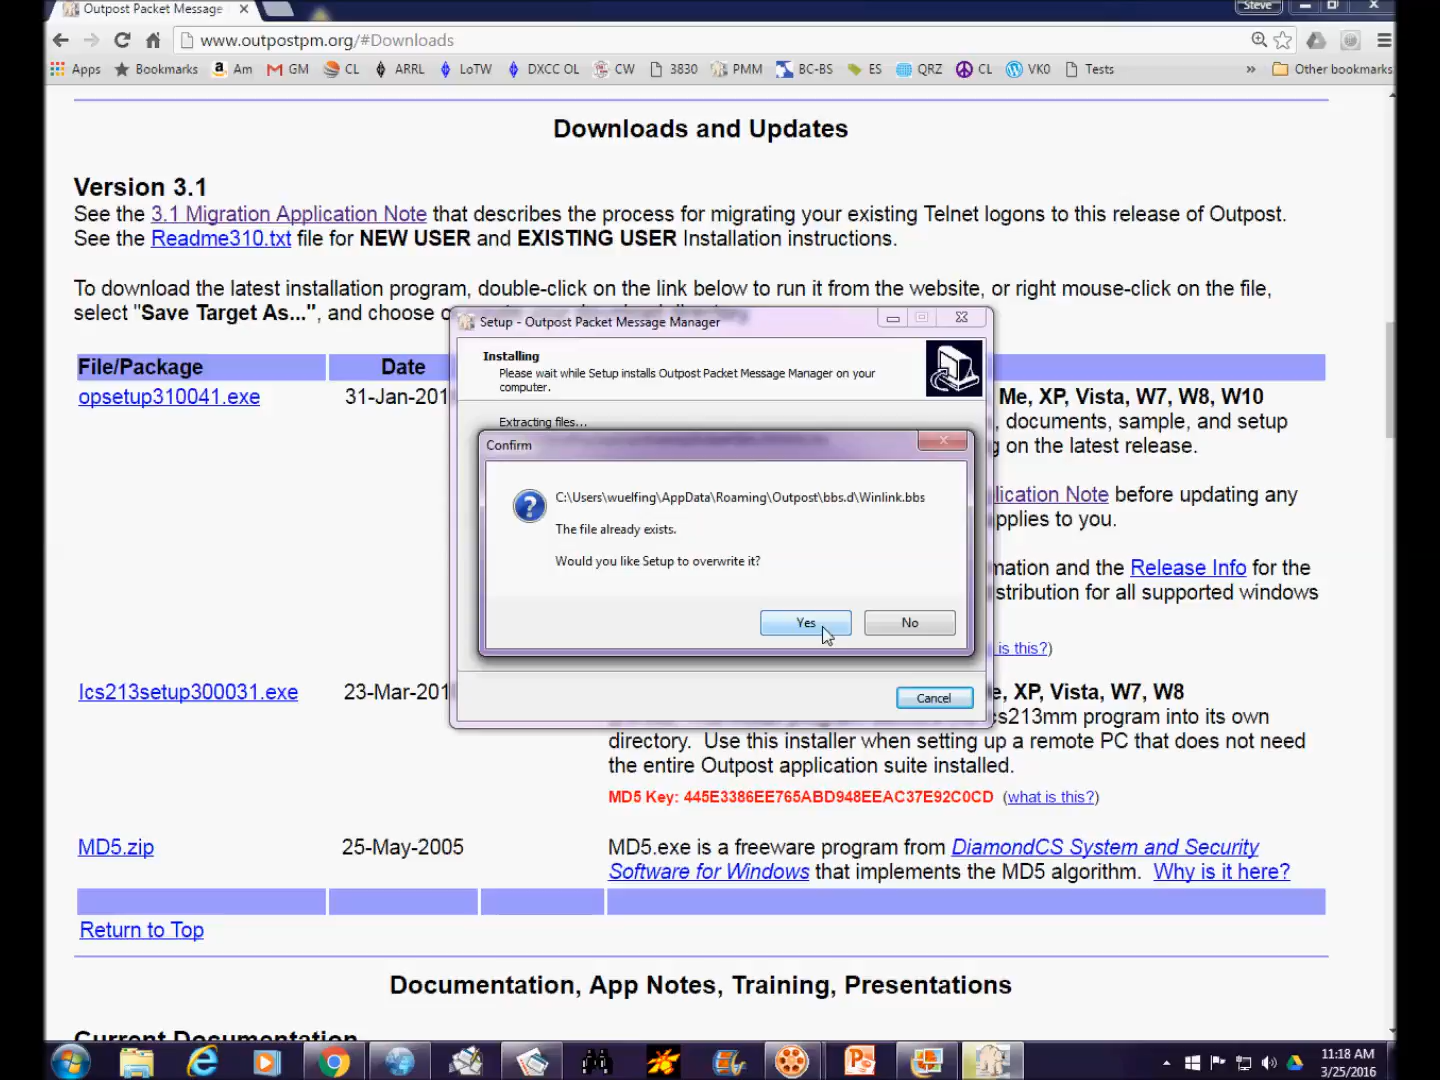 Outpost Packet Message
Steve
www.outpostpm.org/#Downloads
Apps Bookmarks Am GM CL ARRL LoTW DXCC OL CW 3830 PMM BC-BS ES QRZ CL VK0 Tests » Other bookmarks
Downloads and Updates
Version 3.1
See the 3.1 Migration Application Note that describes the process for migrating your existing Telnet logons to this release of Outpost.
See the Readme310.txt file for NEW USER and EXISTING USER Installation instructions.
To download the latest installation program, double-click on the link below to run it from the website, or right mouse-click on the file,
select "Save Target As...", and choose
File/Package Date
opsetup310041.exe 31-Jan-201 Me, XP, Vista, W7, W8, W10
, documents, sample, and setup
g on the latest release.
lication Note before updating any
pplies to you.
mation and the Release Info for the
stribution for all supported windows
is this?)
Setup - Outpost Packet Message Manager
Installing
Please wait while Setup installs Outpost Packet Message Manager on your
computer.
Extracting files...
Confirm
C:\Users\wuelfing\AppData\Roaming\Outpost\bbs.d\Winlink.bbs
The file already exists.
Would you like Setup to overwrite it?
Yes No
Cancel
Ics213setup300031.exe 23-Mar-201 e, XP, Vista, W7, W8
cs213mm program into its own
directory. Use this installer when setting up a remote PC that does not need
the entire Outpost application suite installed.
MD5 Key: 445E3386EE765ABD948EEAC37E92C0CD (what is this?)
MD5.zip 25-May-2005 MD5.exe is a freeware program from DiamondCS System and Security
Software for Windows that implements the MD5 algorithm. Why is it here?
Return to Top
Documentation, App Notes, Training, Presentations
Current Documentation
11:18 AM
3/25/2016